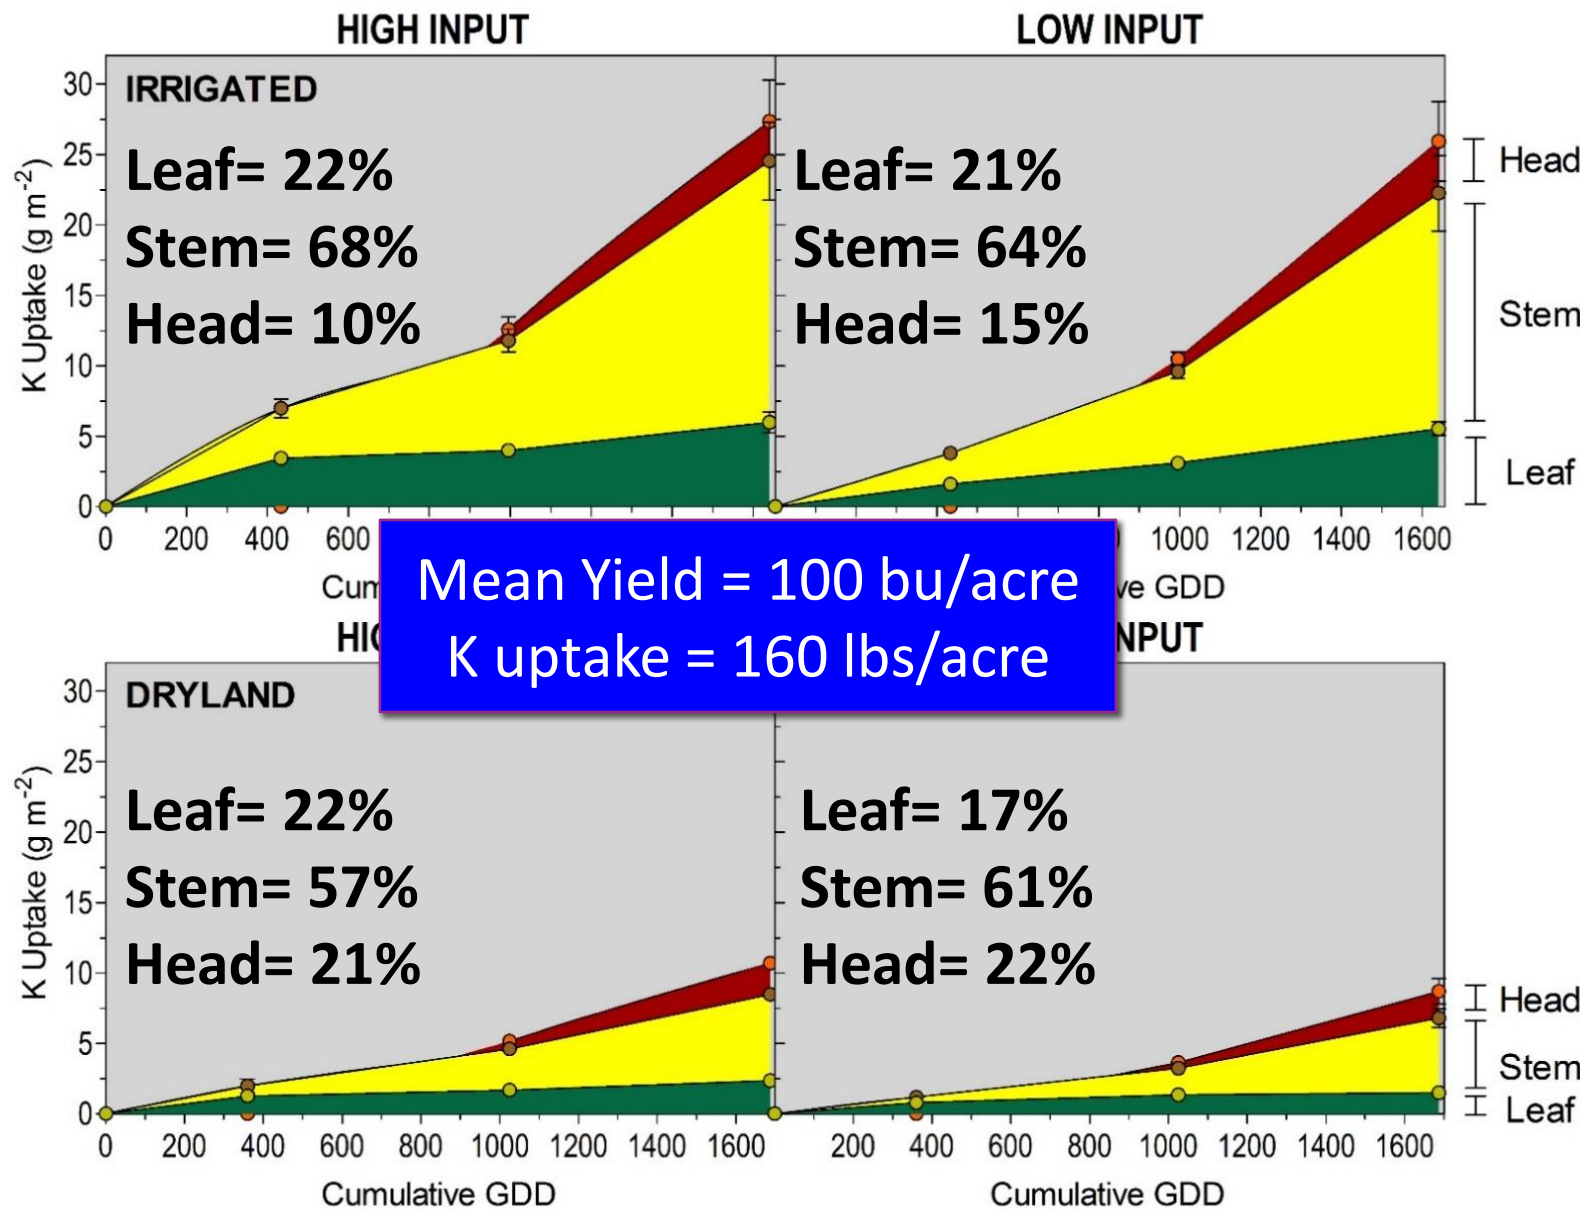 HIGH INPUT
LOW INPUT
IRRIGATED
Leaf= 22%
Stem= 68%
Head= 10%
Leaf= 21%
Stem= 64%
Head= 15%
K Uptake (g m-2)
30
25
20
15
10
5
0
Head
Stem
Leaf
0 200 400 600
1000 1200 1400 1600
Mean Yield = 100 bu/acre
K uptake = 160 lbs/acre
GDD
DRYLAND
Leaf= 22%
Stem= 57%
Head= 21%
Leaf= 17%
Stem= 61%
Head= 22%
K Uptake (g m-2)
30
25
20
15
10
5
0
Head
Stem
Leaf
0 200 400 600 800 1000 1200 1400 1600
200 400 600 800 1000 1200 1400 1600
Cumulative GDD
Cumulative GDD